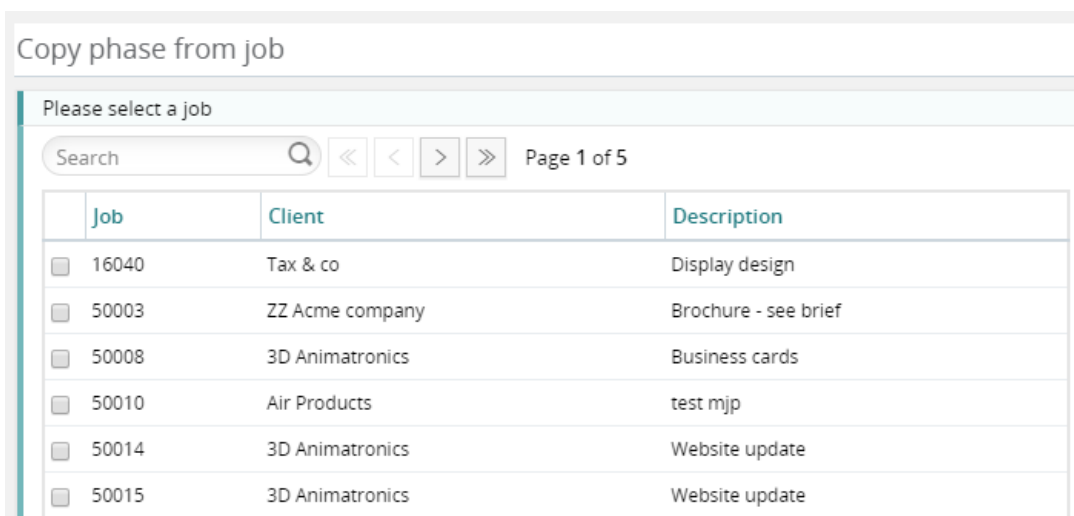 Copy phase from job
Please select a job
Search Page 1 of 5
Job Client Description
16040 Tax & co Display design
50003 ZZ Acme company Brochure - see brief
50008 3D Animatronics Business cards
50010 Air Products test mjp
50014 3D Animatronics Website update
50015 3D Animatronics Website update